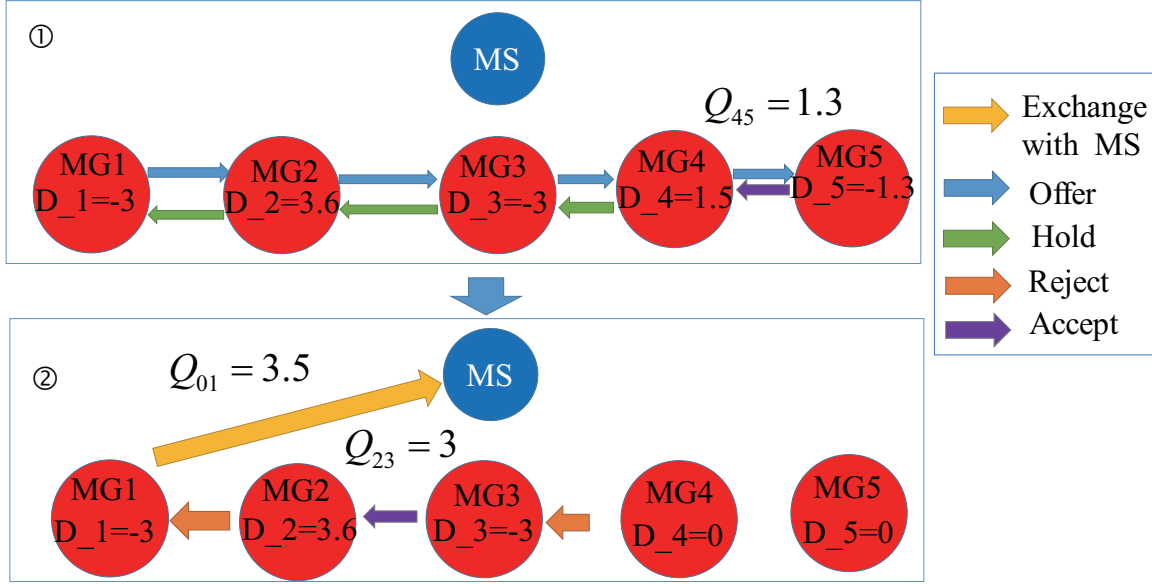 ①
MS
Q₄₅ = 1.3
MG1
D_1=-3
MG2
D_2=3.6
MG3
D_3=-3
MG4
D_4=1.5
MG5
D_5=-1.3
②
MS
Q₀₁ = 3.5
Q₂₃ = 3
MG1
D_1=-3
MG2
D_2=3.6
MG3
D_3=-3
MG4
D_4=0
MG5
D_5=0
Exchange
with MS
Offer
Hold
Reject
Accept